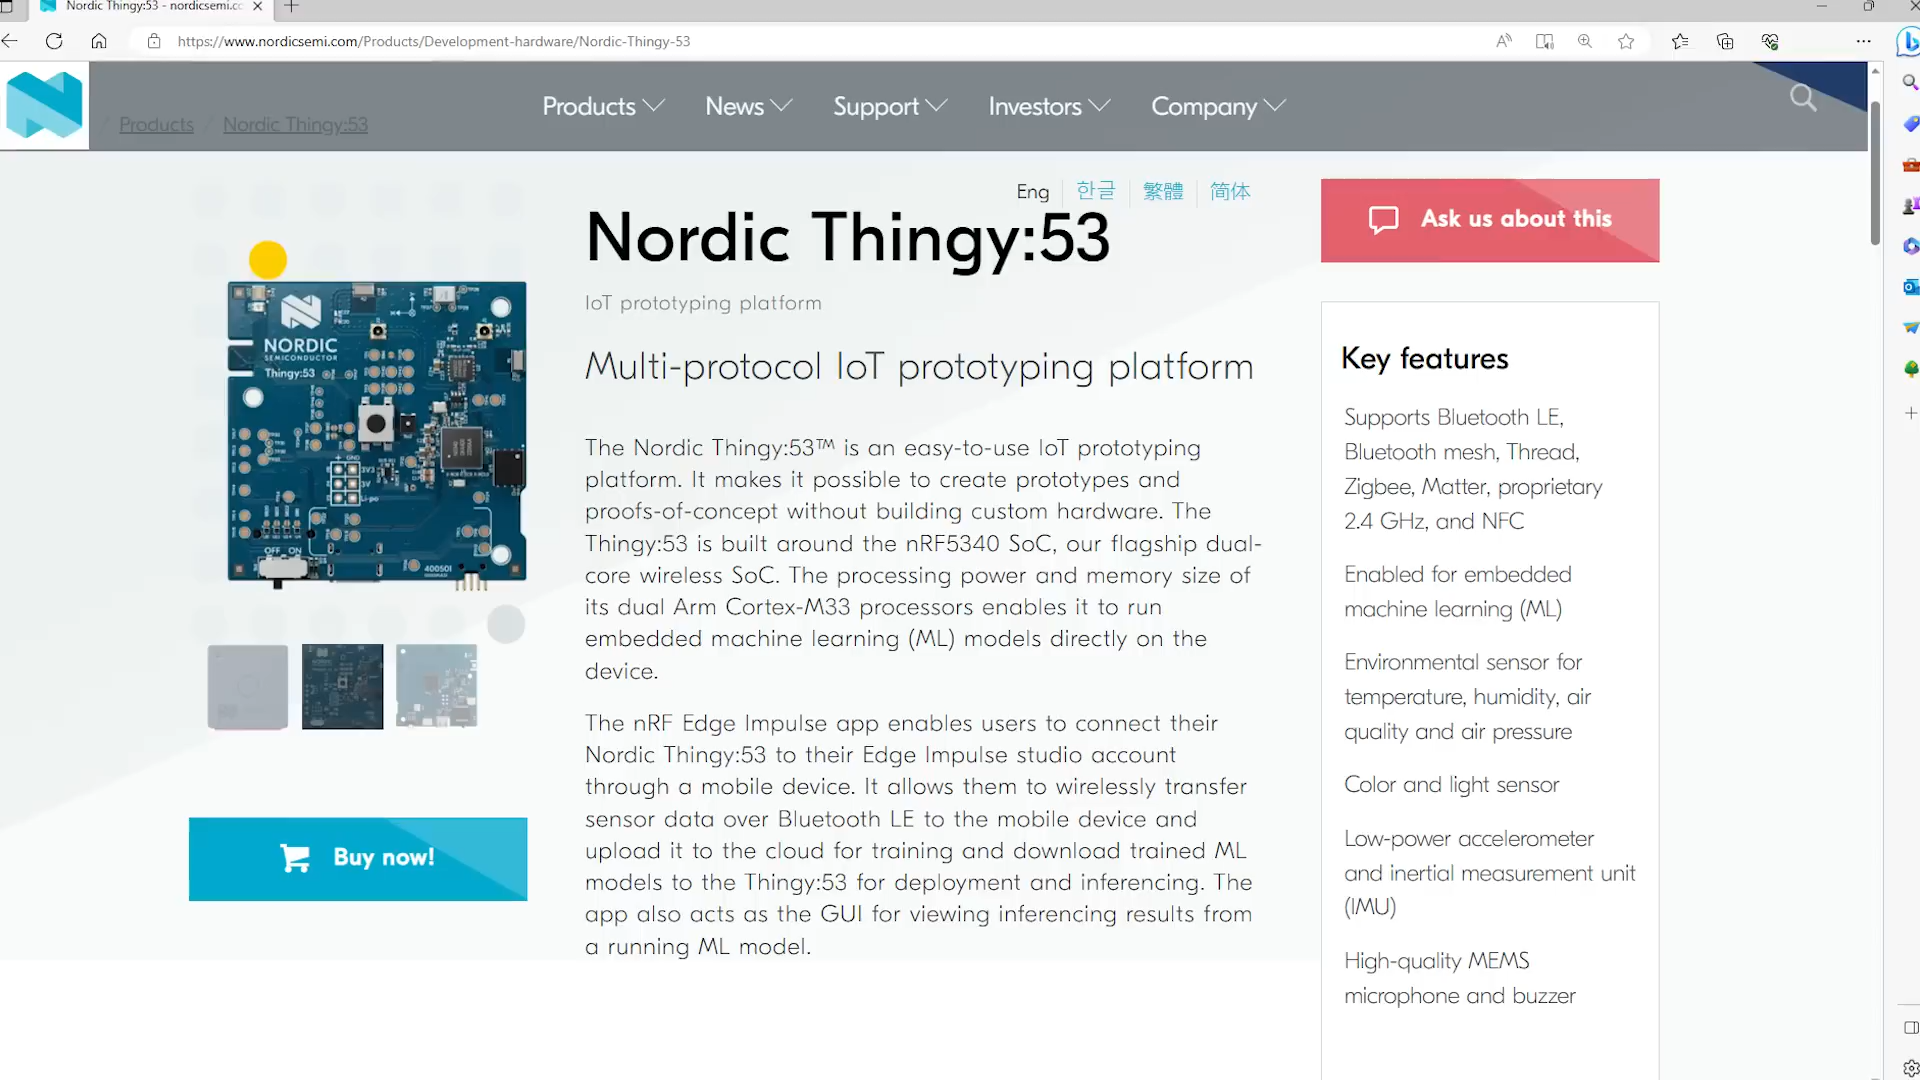 Nordic Thingy:53 - nordicsemi.cc
https://www.nordicsemi.com/Products/Development-hardware/Nordic-Thingy-53
/ Products / Nordic Thingy:53
Products
News
Support
Investors
Company
Eng
한글
繁體
简体
Nordic Thingy:53
IoT prototyping platform
Multi-protocol IoT prototyping platform
The Nordic Thingy:53™ is an easy-to-use IoT prototyping
platform. It makes it possible to create prototypes and
proofs-of-concept without building custom hardware. The
Thingy:53 is built around the nRF5340 SoC, our flagship dual-
core wireless SoC. The processing power and memory size of
its dual Arm Cortex-M33 processors enables it to run
embedded machine learning (ML) models directly on the
device.
The nRF Edge Impulse app enables users to connect their
Nordic Thingy:53 to their Edge Impulse studio account
through a mobile device. It allows them to wirelessly transfer
sensor data over Bluetooth LE to the mobile device and
upload it to the cloud for training and download trained ML
models to the Thingy:53 for deployment and inferencing. The
app also acts as the GUI for viewing inferencing results from
a running ML model.
NORDIC
SEMICONDUCTOR
Thingy:53
GND
3V3
3V
Li-po
OFF ON
400501
Buy now!
Ask us about this
Key features
Supports Bluetooth LE,
Bluetooth mesh, Thread,
Zigbee, Matter, proprietary
2.4 GHz, and NFC
Enabled for embedded
machine learning (ML)
Environmental sensor for
temperature, humidity, air
quality and air pressure
Color and light sensor
Low-power accelerometer
and inertial measurement unit
(IMU)
High-quality MEMS
microphone and buzzer